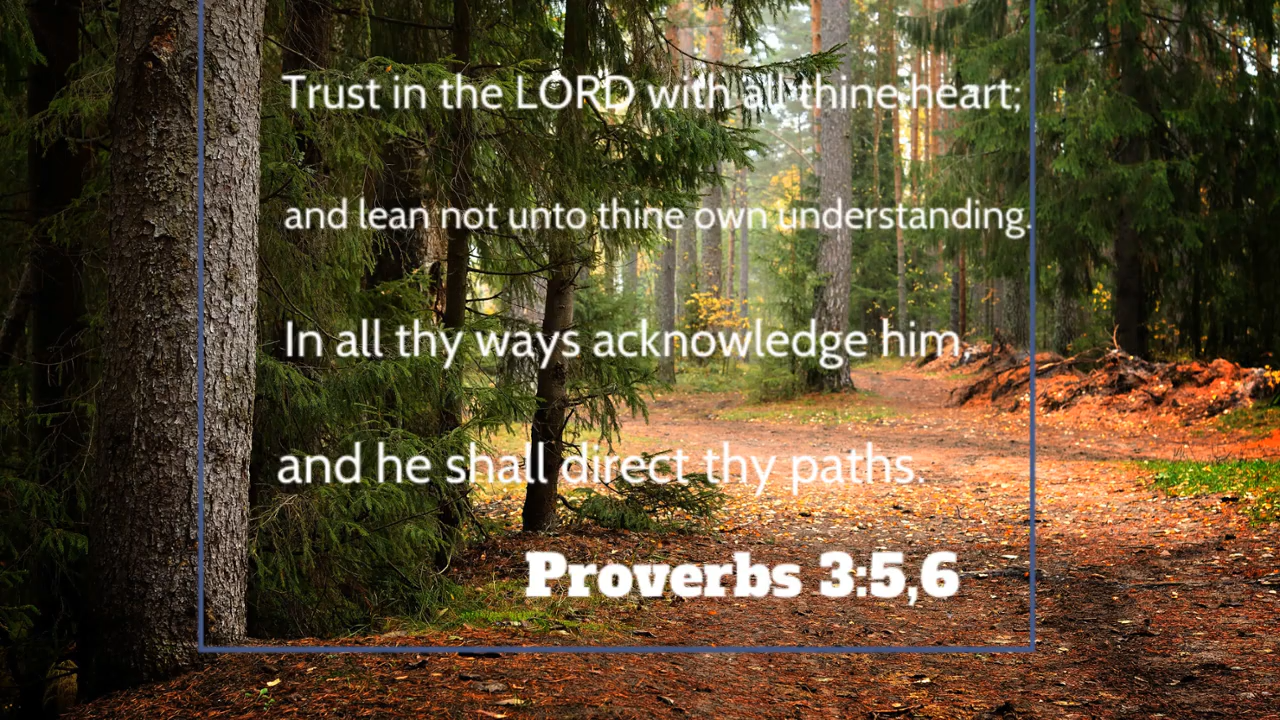 Trust in the LORD with all thine heart;
and lean not unto thine own understanding.
In all thy ways acknowledge him
and he shall direct thy paths.
Proverbs 3:5,6